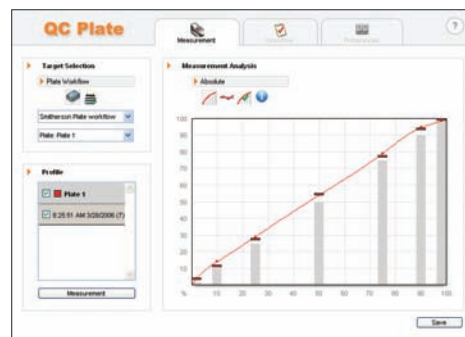 QC Plate
Measurement
?
Target Selection
Plate Workflow
Smitherson Plate workflow
Plate: Plate 1
Profile
Plate 1
8:25:51 AM 3/28/2006 (7)
Measurement
Measurement Analysis
Absolute
100
90
80
70
60
50
40
30
20
10
% 10 20 30 40 50 60 70 80 90 100
Save